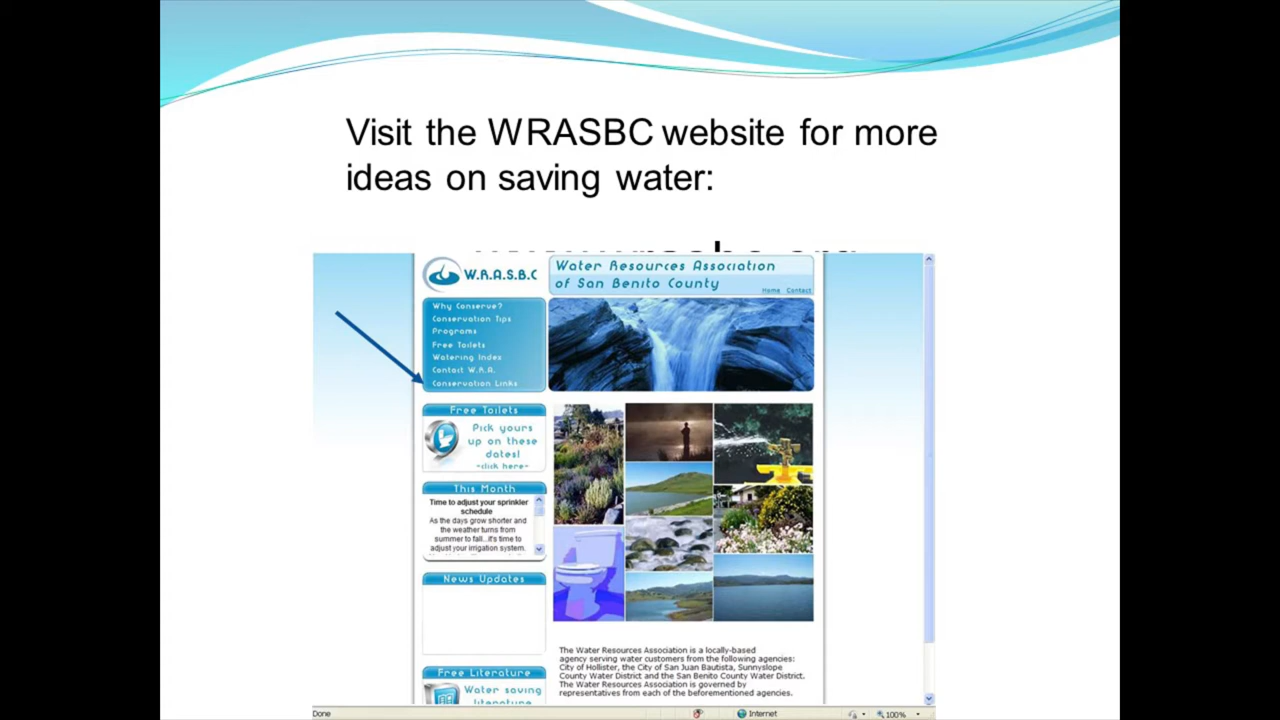 Visit the WRASBC website for more
ideas on saving water:
W.R.A.S.B.C
Water Resources Association
of San Benito County
Home Contact
Why Conserve?
Conservation Tips
Programs
Free Toilets
Watering Index
Contact W.R.A.
Conservation Links
Free Toilets
Pick yours
up on these
dates!
-click here-
This Month
Time to adjust your sprinkler
schedule
As the days grow shorter and
the weather turns from
summer to fall...it's time to
adjust your irrigation system.
News Updates
Free Literature
Water saving
literature
The Water Resources Association is a locally-based
agency serving water customers from the following agencies:
City of Hollister, the City of San Juan Bautista, Sunnyslope
County Water District and the San Benito County Water District.
The Water Resources Association is governed by
representatives from each of the beforementioned agencies.
Done
Internet
100%